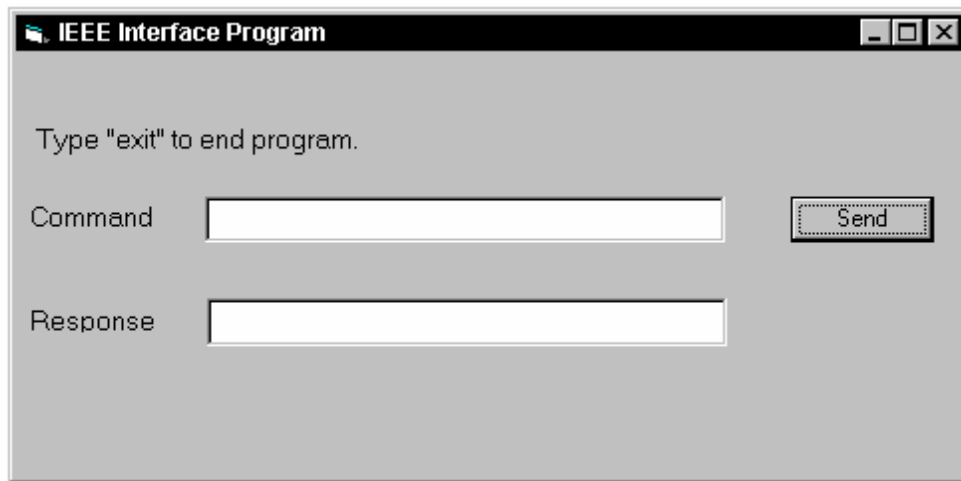 IEEE Interface Program
Type "exit" to end program.
Command
Send
Response